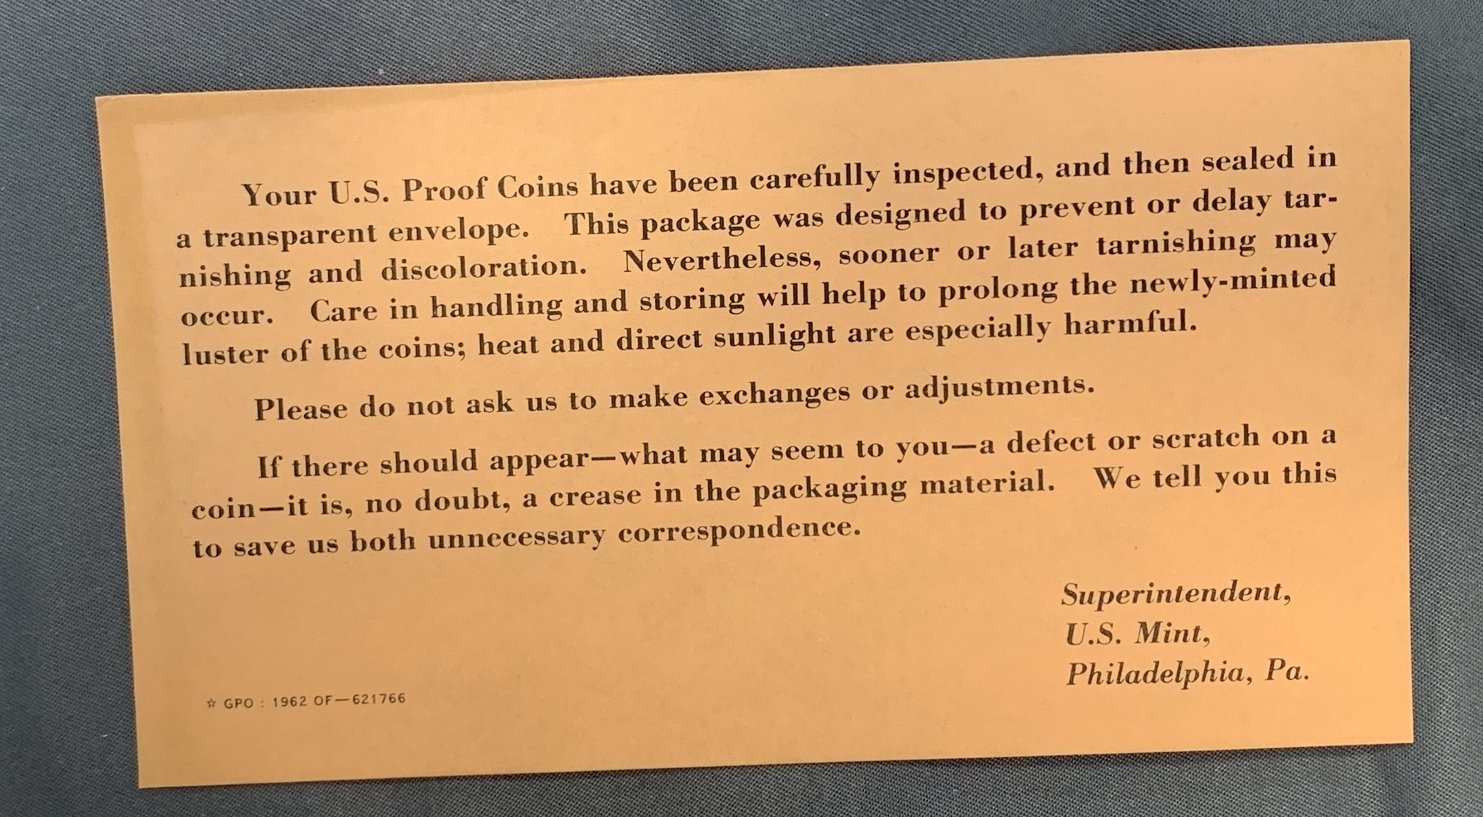 Your U.S. Proof Coins have been carefully inspected, and then sealed in
a transparent envelope. This package was designed to prevent or delay tar-
nishing and discoloration. Nevertheless, sooner or later tarnishing may
occur. Care in handling and storing will help to prolong the newly-minted
luster of the coins; heat and direct sunlight are especially harmful.
Please do not ask us to make exchanges or adjustments.
If there should appear—what may seem to you—a defect or scratch on a
coin—it is, no doubt, a crease in the packaging material. We tell you this
to save us both unnecessary correspondence.
Superintendent,
U.S. Mint,
Philadelphia, Pa.
☆ GPO : 1962 OF—621766